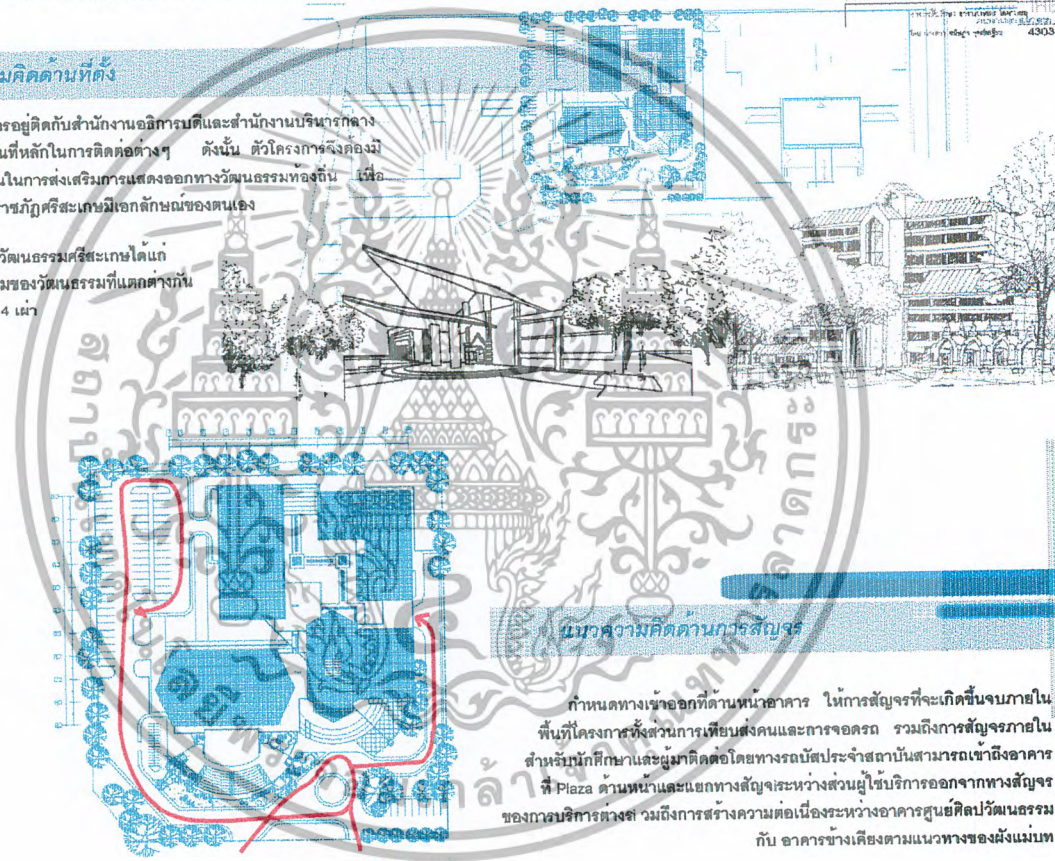 มคิดด้านที่ตั้ง
4303
ารอยู่ติดกับสำนักงานอธิการบดีและสำนักงานบริหารกลาง
นที่หลักในการติดต่อต่างๆ ดังนั้น ตัวโครงการจึงต้องมี
นในการส่งเสริมการแสดงออกทางวัฒนธรรมท้องถิ่น เพื่อ
ราชภัฏศรีสะเกษมีเอกลักษณ์ของตนเอง
วัฒนธรรมศรีสะเกษได้แก่
มของวัฒนธรรมที่แตกต่างกัน
4 เผ่า
แนวความคิดด้านการสัญจร
กำหนดทางเข้าออกที่ด้านหน้าอาคาร ให้การสัญจรที่จะเกิดขึ้นจบภายใน
พื้นที่โครงการทั้งส่วนการเทียบส่งคนและการจอดรถ รวมถึงการสัญจรภายใน
สำหรับนักศึกษาและผู้มาติดต่อโดยทางรถบัสประจำสถาบันสามารถเข้าถึงอาคาร
ที่ Plaza ด้านหน้าและแยกทางสัญจระหว่างส่วนผู้ใช้บริการออกจากทางสัญจร
ของการบริการต่างๆ วมถึงการสร้างความต่อเนื่องระหว่างอาคารศูนย์ศิลปวัฒนธรรม
กับ อาคารข้างเคียงตามแนวทางของผังแม่บท